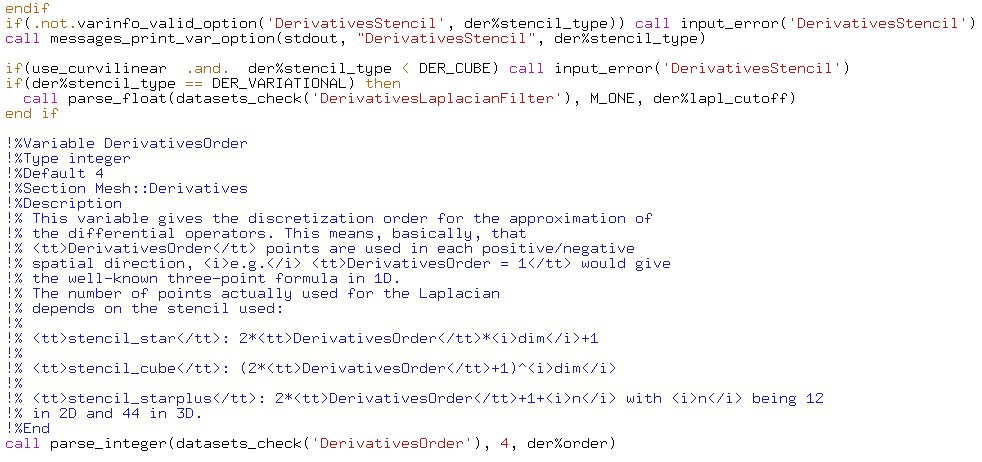 endif
if(.not.varinfo_valid_option('DerivativesStencil', der%stencil_type)) call input_error('DerivativesStencil')
call messages_print_var_option(stdout, "DerivativesStencil", der%stencil_type)

if(use_curvilinear  .and.  der%stencil_type < DER_CUBE) call input_error('DerivativesStencil')
if(der%stencil_type == DER_VARIATIONAL) then
  call parse_float(datasets_check('DerivativesLaplacianFilter'), M_ONE, der%lapl_cutoff)
end if

!%Variable DerivativesOrder
!%Type integer
!%Default 4
!%Section Mesh::Derivatives
!%Description
!% This variable gives the discretization order for the approximation of
!% the differential operators. This means, basically, that
!% <tt>DerivativesOrder</tt> points are used in each positive/negative
!% spatial direction, <i>e.g.</i> <tt>DerivativesOrder = 1</tt> would give
!% the well-known three-point formula in 1D.
!% The number of points actually used for the Laplacian
!% depends on the stencil used:
!%
!% <tt>stencil_star</tt>: 2*<tt>DerivativesOrder</tt>*<i>dim</i>+1
!%
!% <tt>stencil_cube</tt>: (2*<tt>DerivativesOrder</tt>+1)^<i>dim</i>
!%
!% <tt>stencil_starplus</tt>: 2*<tt>DerivativesOrder</tt>+1+<i>n</i> with <i>n</i> being 12
!% in 2D and 44 in 3D.
!%End
call parse_integer(datasets_check('DerivativesOrder'), 4, der%order)